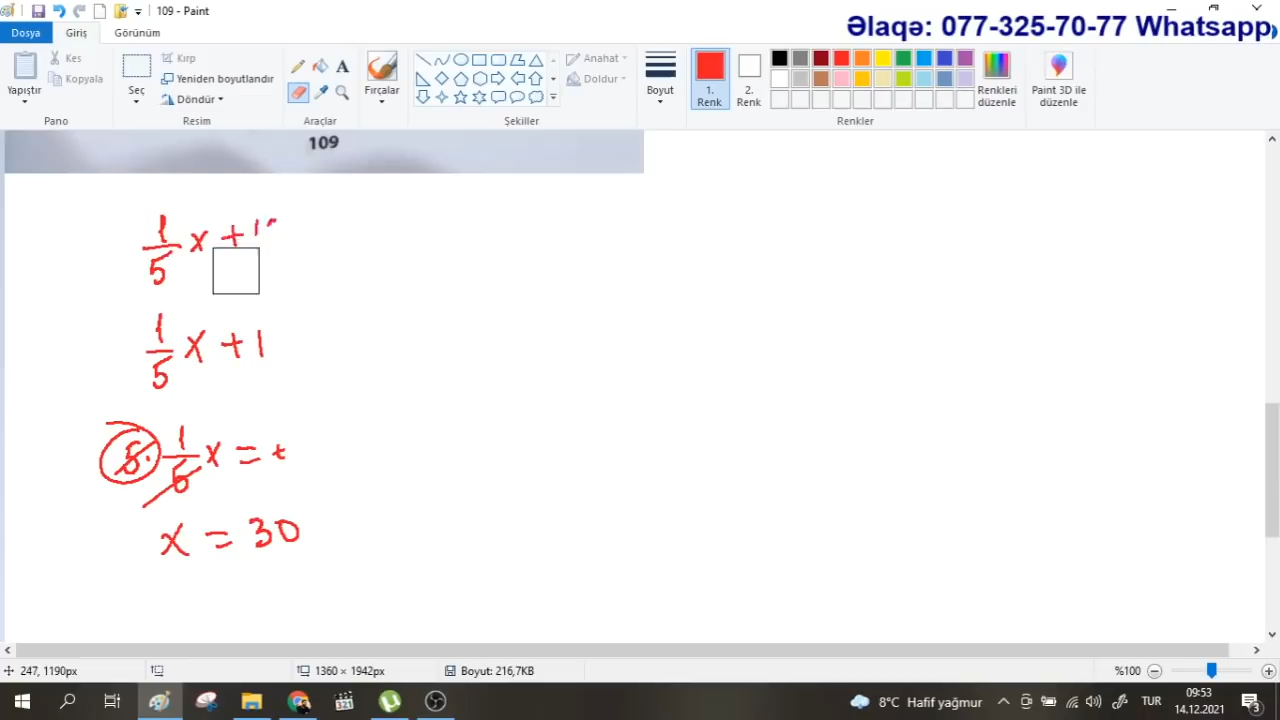 109 - Paint
Əlaqə: 077-325-70-77 Whatsapp
Dosya Giriş Görünüm
Yapıştır
Kes
Kopyala
Pano
Seç
Kırp
Yeniden boyutlandır
Döndür
Resim
Araçlar
Fırçalar
Anahat
Doldur
Şekiller
Boyut
1. Renk
2. Renk
Renkleri düzenle
Paint 3D ile düzenle
Renkler
109
1/5 x + 1
1/5 x + 1
5 · 1/5 x =
x = 30
247, 1190px
1360 × 1942px
Boyut: 216,7KB
%100
8°C Hafif yağmur
TUR
09:53
14.12.2021
3